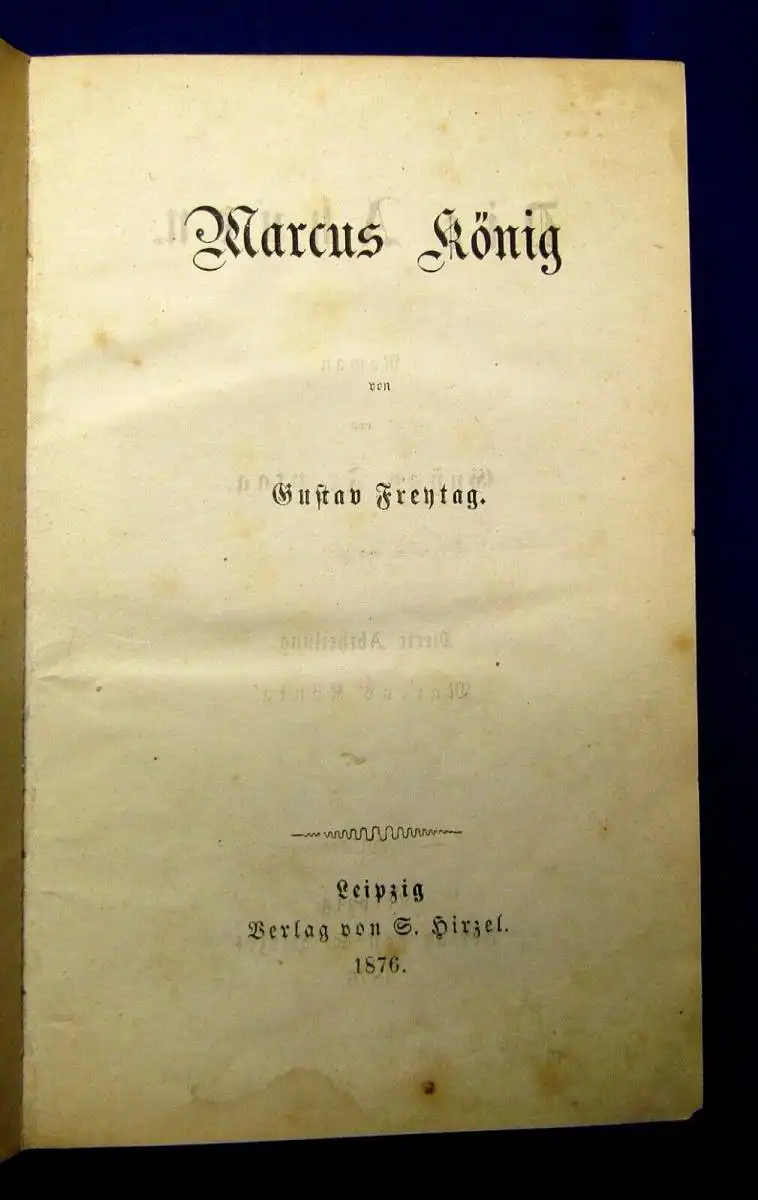 Marcus König
von
Gustav Freytag.
Leipzig
Verlag von S. Hirzel.
1876.